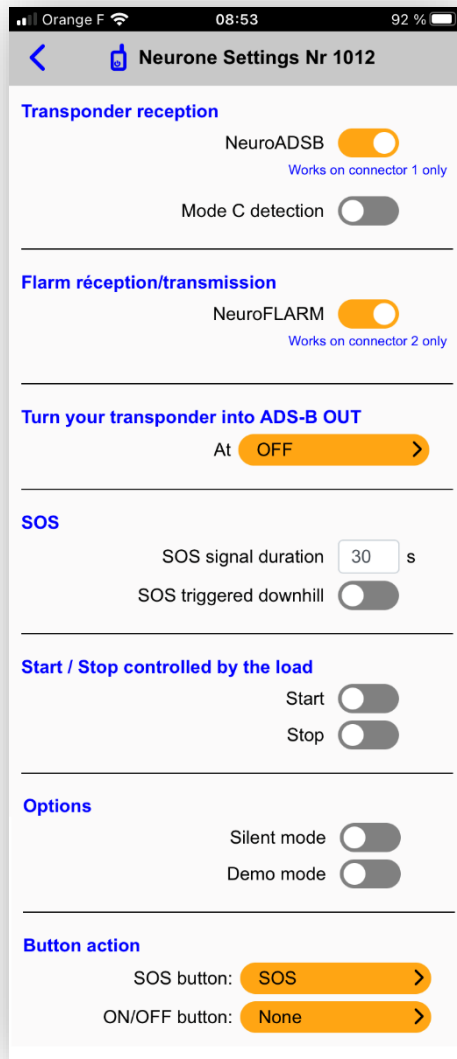 Orange F 08:53 92 %
Neurone Settings Nr 1012
Transponder reception
NeuroADSB
Works on connector 1 only
Mode C detection
Flarm réception/transmission
NeuroFLARM
Works on connector 2 only
Turn your transponder into ADS-B OUT
At OFF
SOS
SOS signal duration 30 s
SOS triggered downhill
Start / Stop controlled by the load
Start
Stop
Options
Silent mode
Demo mode
Button action
SOS button: SOS
ON/OFF button: None